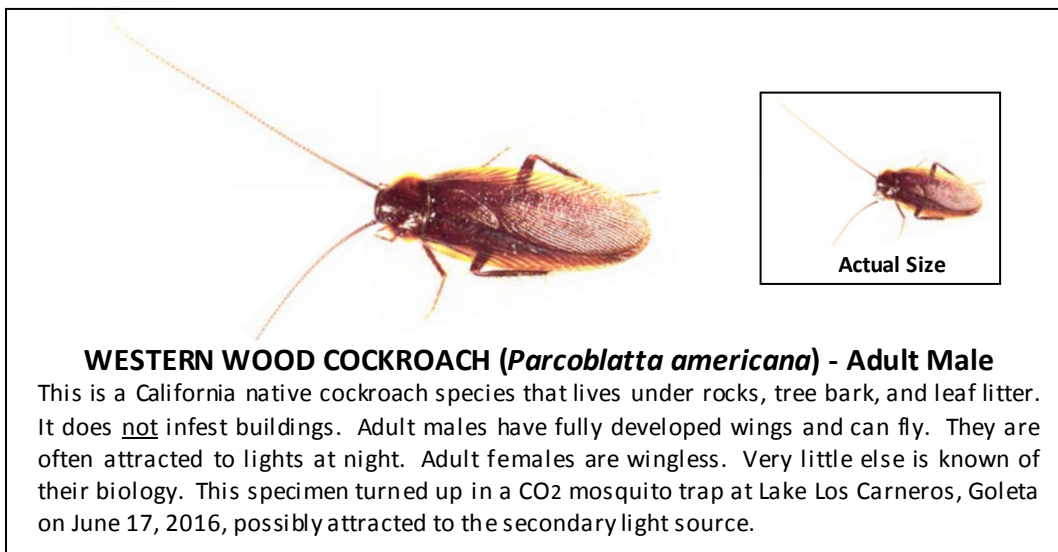 Actual Size
WESTERN WOOD COCKROACH (Parcoblatta americana) - Adult Male
This is a California native cockroach species that lives under rocks, tree bark, and leaf litter.
It does not infest buildings. Adult males have fully developed wings and can fly. They are
often attracted to lights at night. Adult females are wingless. Very little else is known of
their biology. This specimen turned up in a CO2 mosquito trap at Lake Los Carneros, Goleta
on June 17, 2016, possibly attracted to the secondary light source.